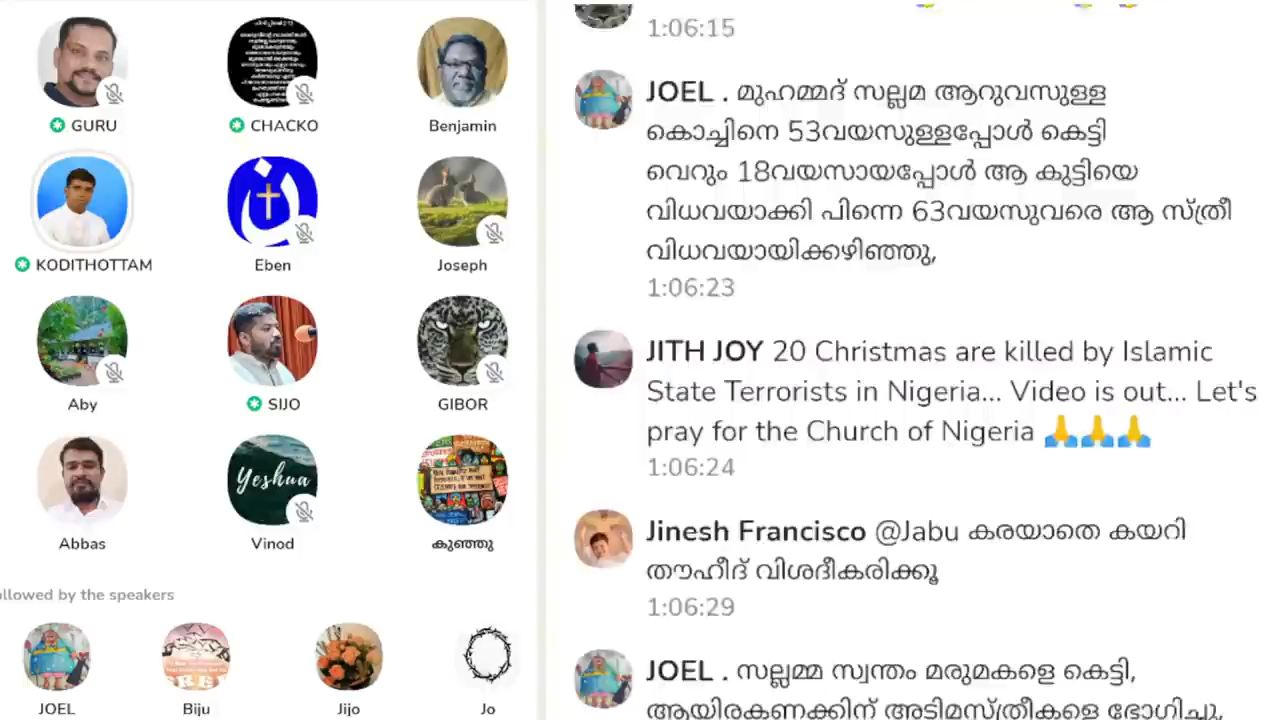 GURU
CHACKO
Benjamin
KODITHOTTAM
Eben
Joseph
Aby
SIJO
GIBOR
Yeshua
Abbas
Vinod
കുഞ്ഞു
ollowed by the speakers
JOEL
Biju
Jijo
Jo
1:06:15
JOEL . മുഹമ്മദ് സല്ലമ ആറുവസുള്ള
കൊച്ചിനെ 53വയസുള്ളപ്പോൾ കെട്ടി
വെറും 18വയസായപ്പോൾ ആ കുട്ടിയെ
വിധവയാക്കി പിന്നെ 63വയസുവരെ ആ സ്ത്രീ
വിധവയായിക്കഴിഞ്ഞു,
1:06:23
JITH JOY 20 Christmas are killed by Islamic
State Terrorists in Nigeria... Video is out... Let's
pray for the Church of Nigeria 🙏🙏🙏
1:06:24
Jinesh Francisco @Jabu കരയാതെ കയറി
തൗഹീദ് വിശദീകരിക്കൂ
1:06:29
JOEL . സല്ലമ്മ സ്വന്തം മരുമകളെ കെട്ടി,
ആയിരകണക്കിന് അടിമസ്ത്രീകളെ ഭോഗിച്ചു,